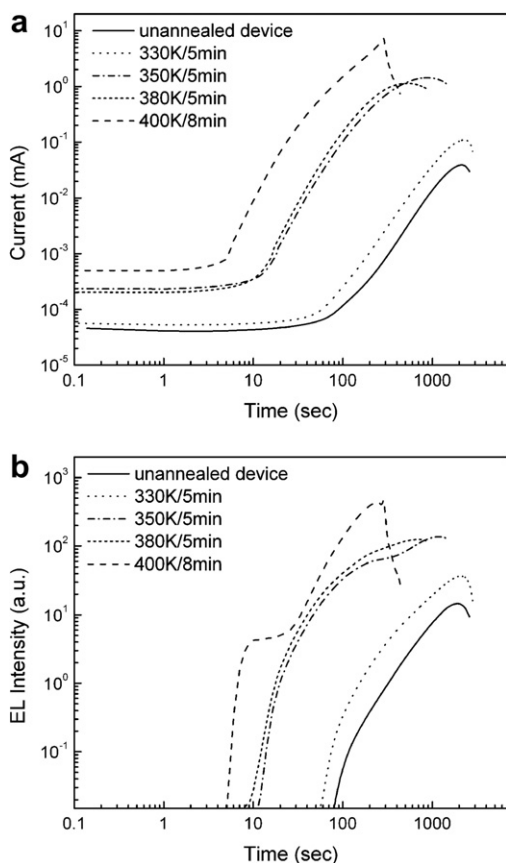 a
unannealed device
330K/5min
350K/5min
380K/5min
400K/8min
10^1
10^0
10^-1
10^-2
10^-3
10^-4
10^-5
Current (mA)
0.1 1 10 100 1000
Time (sec)
b
unannealed device
330K/5min
350K/5min
380K/5min
400K/8min
10^3
10^2
10^1
10^0
10^-1
EL Intensity (a.u.)
0.1 1 10 100 1000
Time (sec)